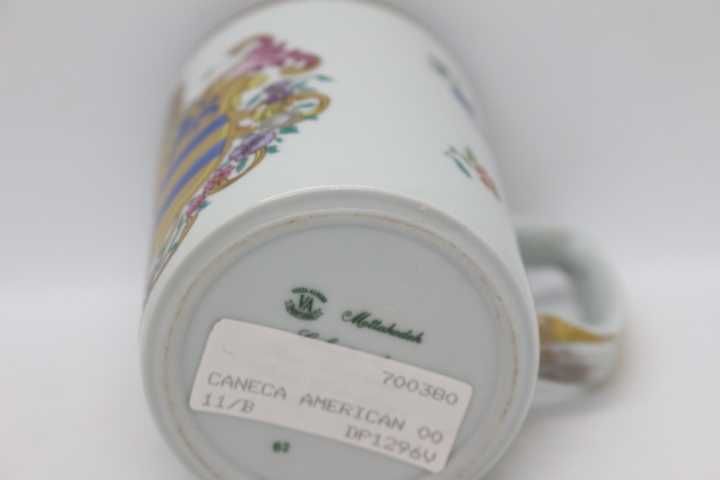 VA
Mottahedeh
700380
CANECA AMERICAN 00
11/B DP1296V